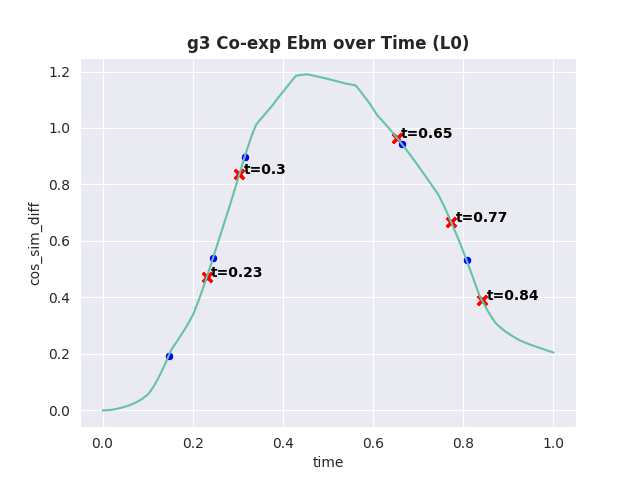 g3 Co-exp Ebm over Time (L0)
1.2
1.0
0.8
0.6
0.4
0.2
0.0
cos_sim_diff
t=0.65
t=0.3
t=0.77
t=0.23
t=0.84
0.0 0.2 0.4 0.6 0.8 1.0
time